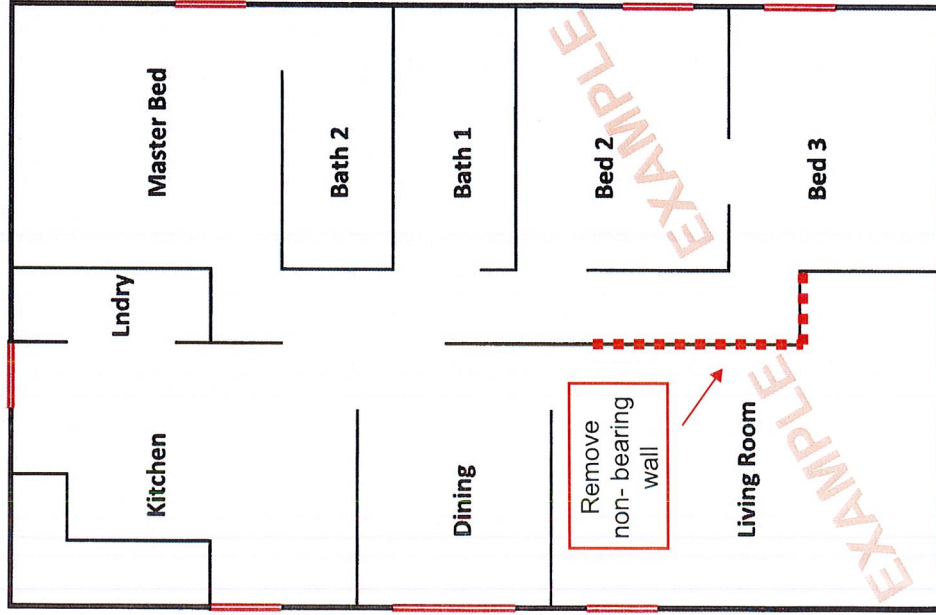 Master Bed
Bath 2
Bath 1
Bed 2
Bed 3
Lndry
Kitchen
Dining
Living Room
Remove
non- bearing
wall
EXAMPLE
EXAMPLE